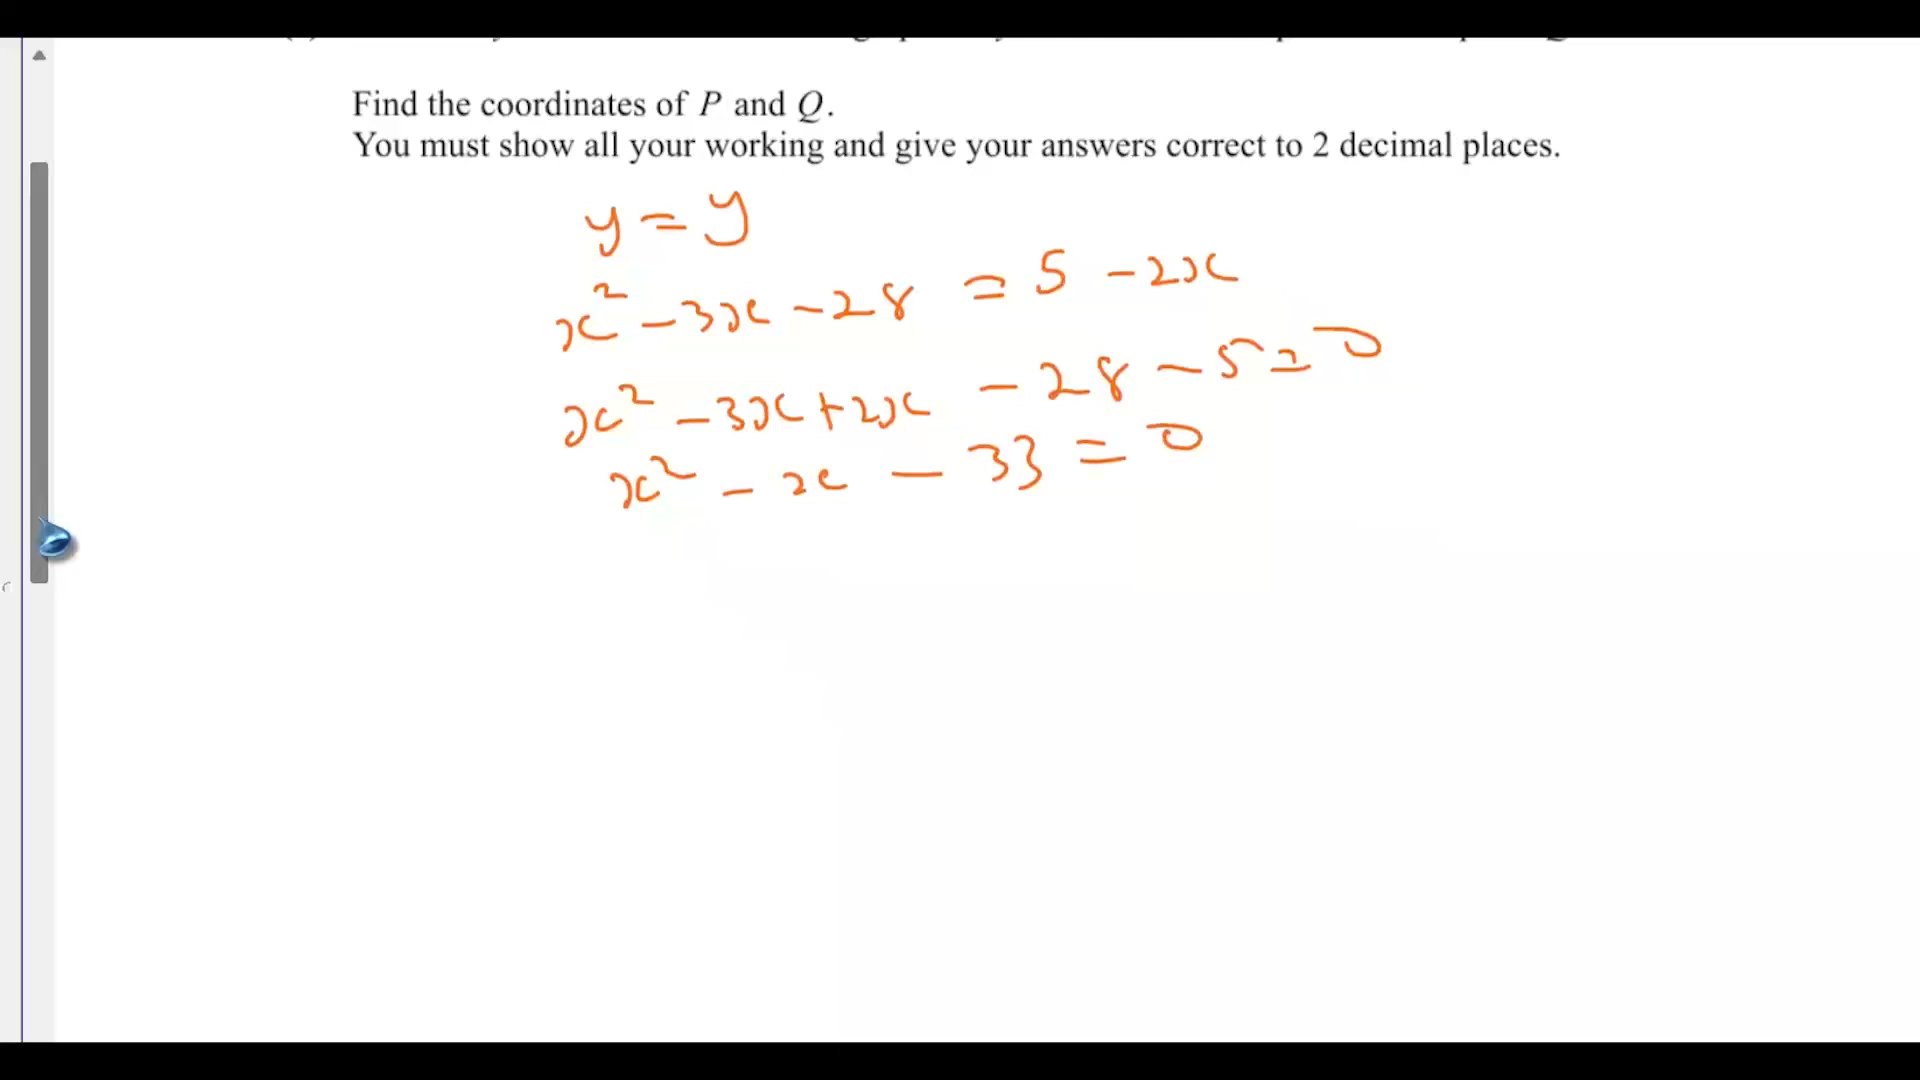 Find the coordinates of P and Q.
You must show all your working and give your answers correct to 2 decimal places.
y = y
x² - 3x - 28 = 5 - 2x
x² - 3x + 2x - 28 - 5 = 0
x² - x - 33 = 0